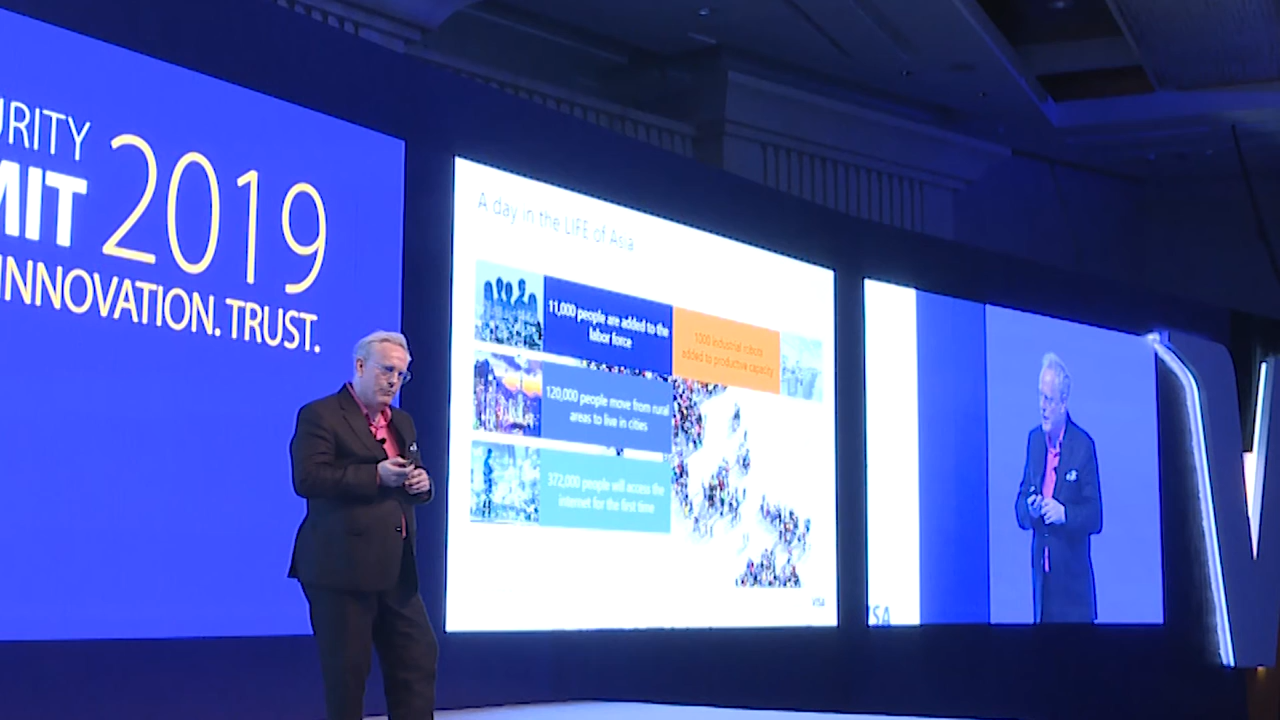 URITY
MIT 2019
INNOVATION. TRUST.
A day in the LIFE of Asia
11,000 people are added to the
labor force
1000 industrial robots
added to productive capacity
120,000 people move from rural
areas to live in cities
372,000 people will access the
internet for the first time
VISA
ISA